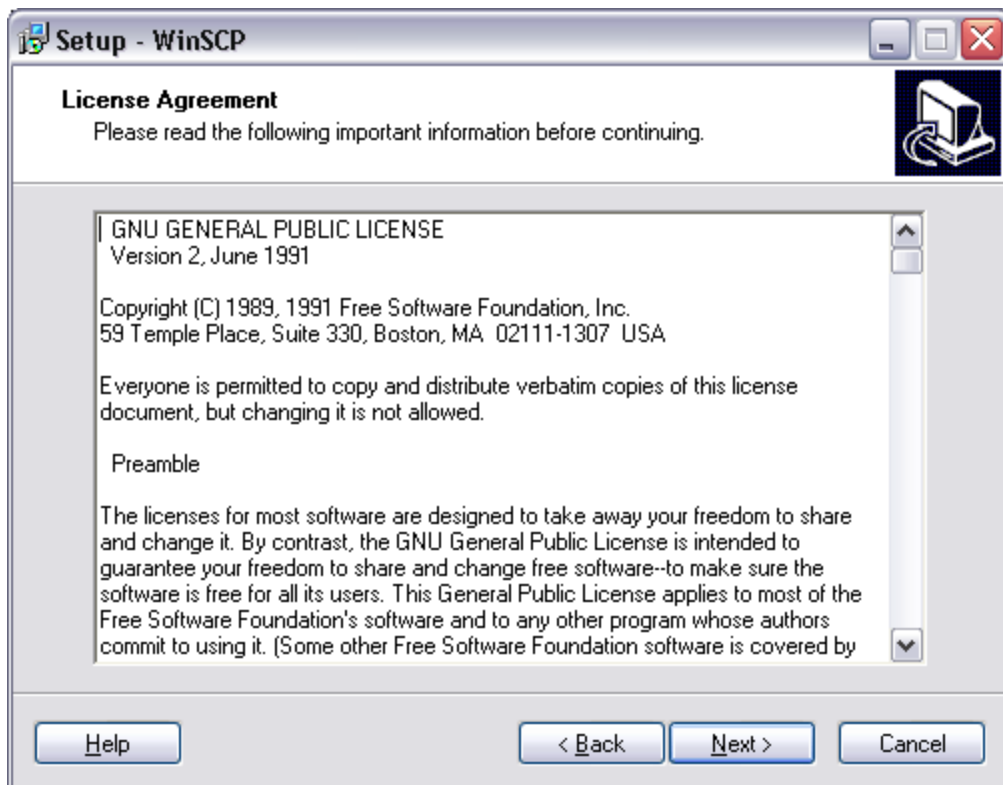 Setup - WinSCP
License Agreement
Please read the following important information before continuing.
GNU GENERAL PUBLIC LICENSE
Version 2, June 1991
Copyright (C) 1989, 1991 Free Software Foundation, Inc.
59 Temple Place, Suite 330, Boston, MA  02111-1307  USA
Everyone is permitted to copy and distribute verbatim copies of this license
document, but changing it is not allowed.
Preamble
The licenses for most software are designed to take away your freedom to share
and change it. By contrast, the GNU General Public License is intended to
guarantee your freedom to share and change free software--to make sure the
software is free for all its users. This General Public License applies to most of the
Free Software Foundation's software and to any other program whose authors
commit to using it. (Some other Free Software Foundation software is covered by
Help < Back Next > Cancel